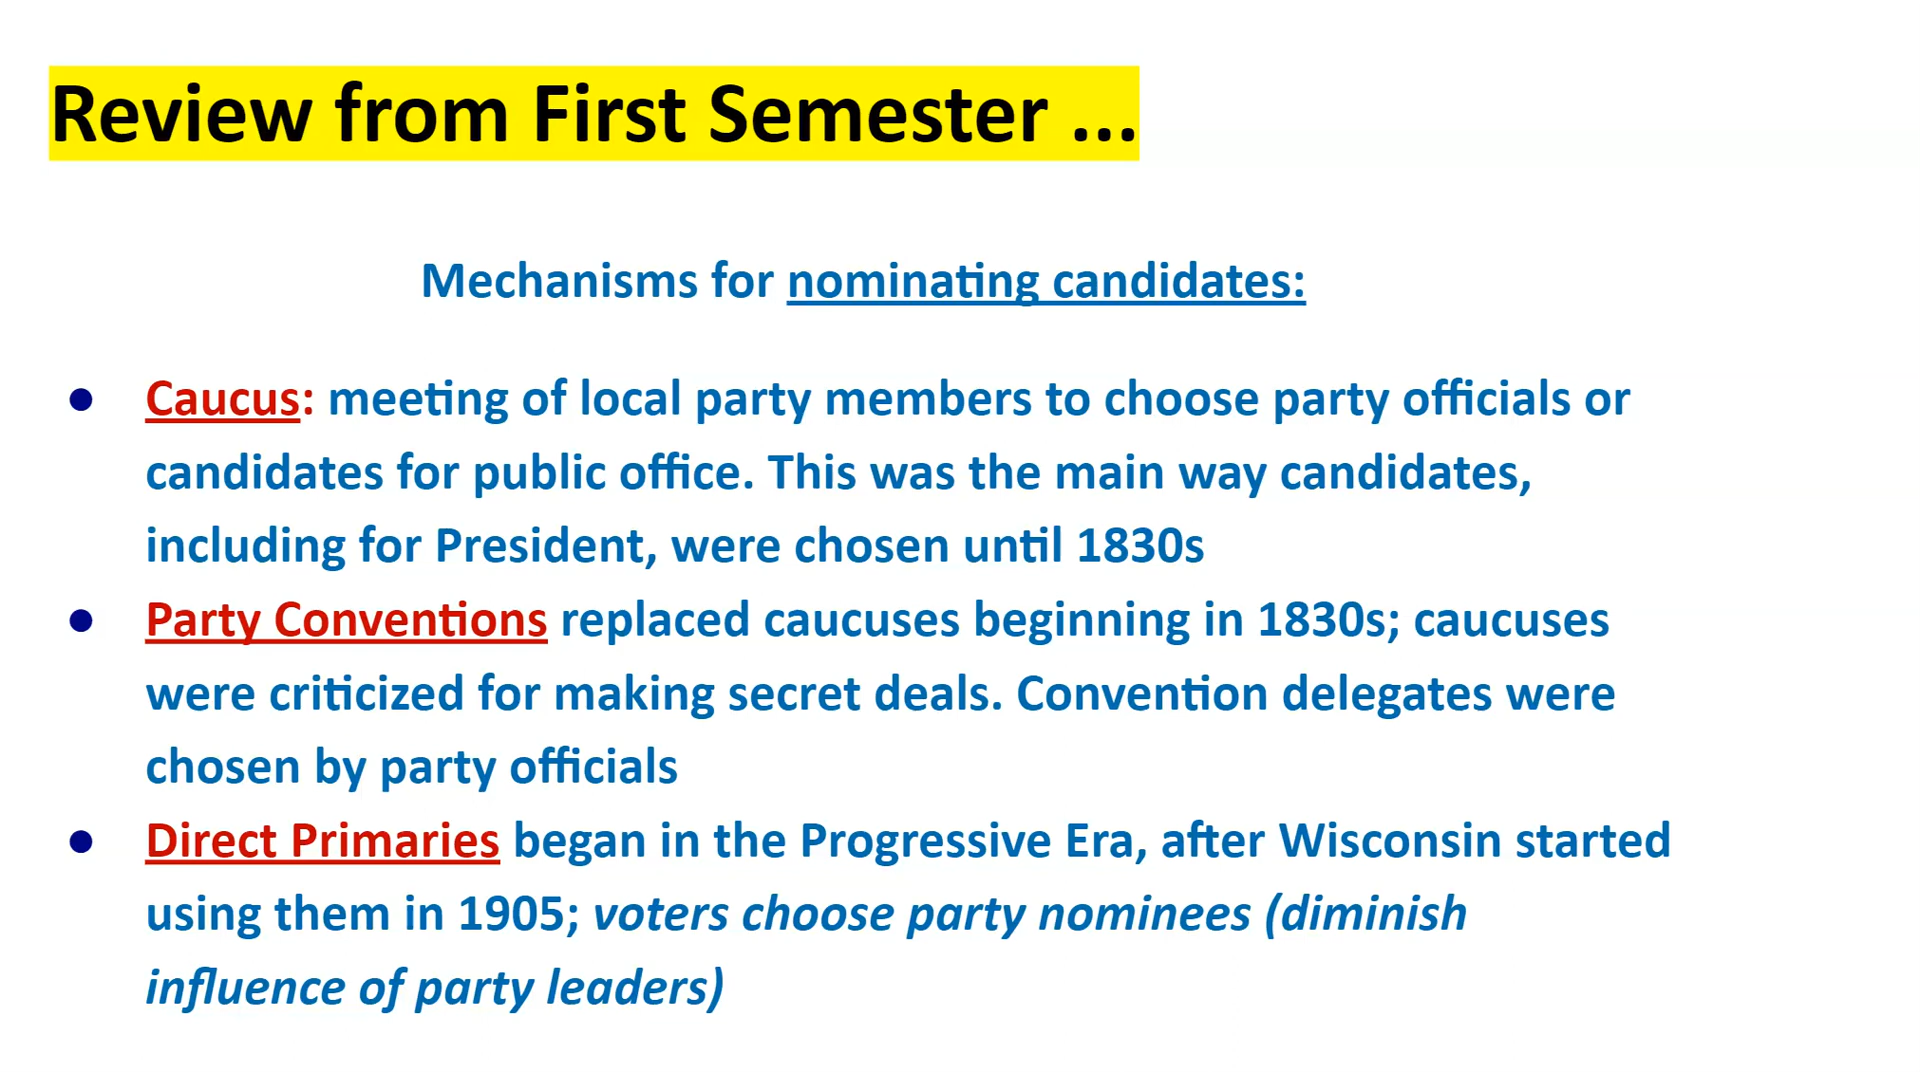 Review from First Semester ...
Mechanisms for nominating candidates:
● Caucus: meeting of local party members to choose party officials or
candidates for public office. This was the main way candidates,
including for President, were chosen until 1830s
● Party Conventions replaced caucuses beginning in 1830s; caucuses
were criticized for making secret deals. Convention delegates were
chosen by party officials
● Direct Primaries began in the Progressive Era, after Wisconsin started
using them in 1905; voters choose party nominees (diminish
influence of party leaders)